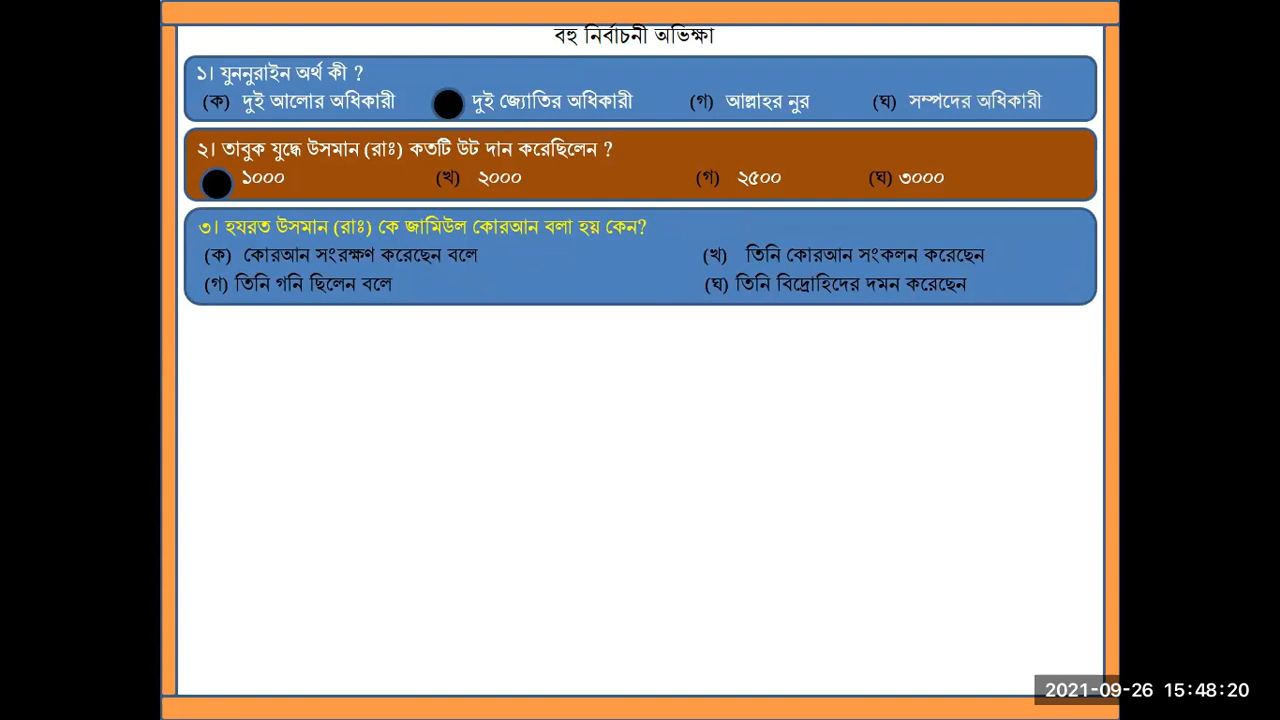 বহু নির্বাচনী অভিক্ষা
১। যুননুরাইন অর্থ কী ?
(ক) দুই আলোর অধিকারী দুই জ্যোতির অধিকারী (গ) আল্লাহর নুর (ঘ) সম্পদের অধিকারী
২। তাবুক যুদ্ধে উসমান (রাঃ) কতটি উট দান করেছিলেন ?
১০০০ (খ) ২০০০ (গ) ২৫০০ (ঘ) ৩০০০
৩। হযরত উসমান (রাঃ) কে জামিউল কোরআন বলা হয় কেন?
(ক) কোরআন সংরক্ষণ করেছেন বলে (খ) তিনি কোরআন সংকলন করেছেন
(গ) তিনি গনি ছিলেন বলে (ঘ) তিনি বিদ্রোহিদের দমন করেছেন
2021-09-26 15:48:20